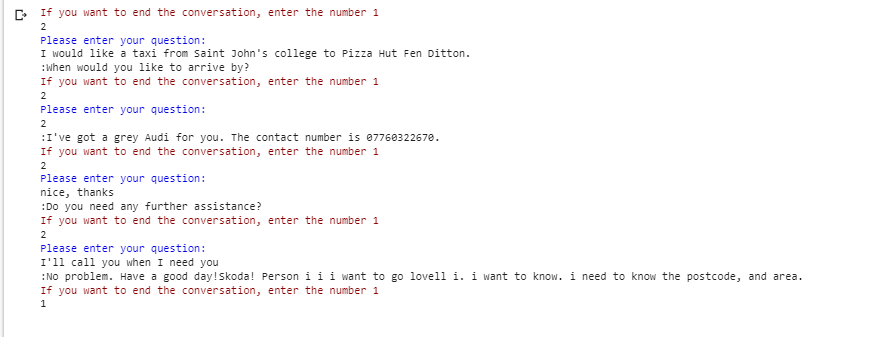 If you want to end the conversation, enter the number 1
2
Please enter your question:
I would like a taxi from Saint John's college to Pizza Hut Fen Ditton.
:When would you like to arrive by?
If you want to end the conversation, enter the number 1
2
Please enter your question:
2
:I've got a grey Audi for you. The contact number is 07760322670.
If you want to end the conversation, enter the number 1
2
Please enter your question:
nice, thanks
:Do you need any further assistance?
If you want to end the conversation, enter the number 1
2
Please enter your question:
I'll call you when I need you
:No problem. Have a good day!Skoda! Person i i i want to go lovell i. i want to know. i need to know the postcode, and area.
If you want to end the conversation, enter the number 1
1